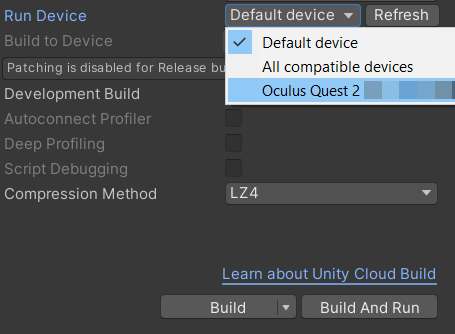 Run Device
Default device
Refresh
Build to Device
Default device
Patching is disabled for Release bu
All compatible devices
Oculus Quest 2
Development Build
Autoconnect Profiler
Deep Profiling
Script Debugging
Compression Method
LZ4
Learn about Unity Cloud Build
Build
Build And Run